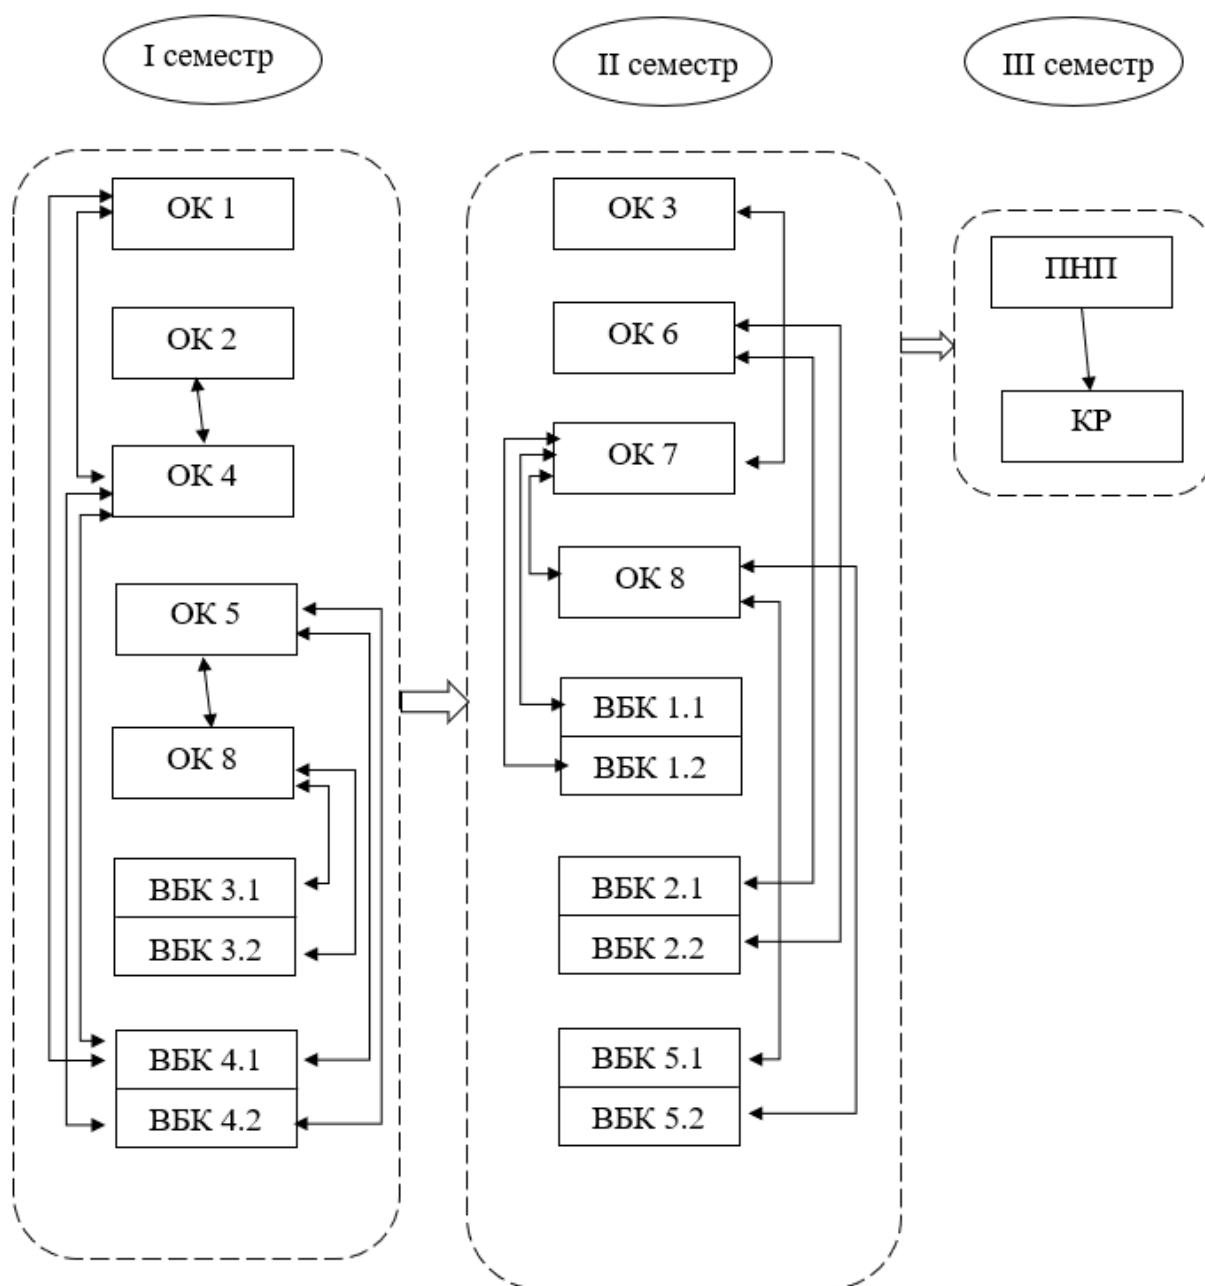 I семестр
II семестр
III семестр
ОК 1
ОК 2
ОК 4
ОК 5
ОК 8
ВБК 3.1
ВБК 3.2
ВБК 4.1
ВБК 4.2
ОК 3
ОК 6
ОК 7
ОК 8
ВБК 1.1
ВБК 1.2
ВБК 2.1
ВБК 2.2
ВБК 5.1
ВБК 5.2
ПНП
КР